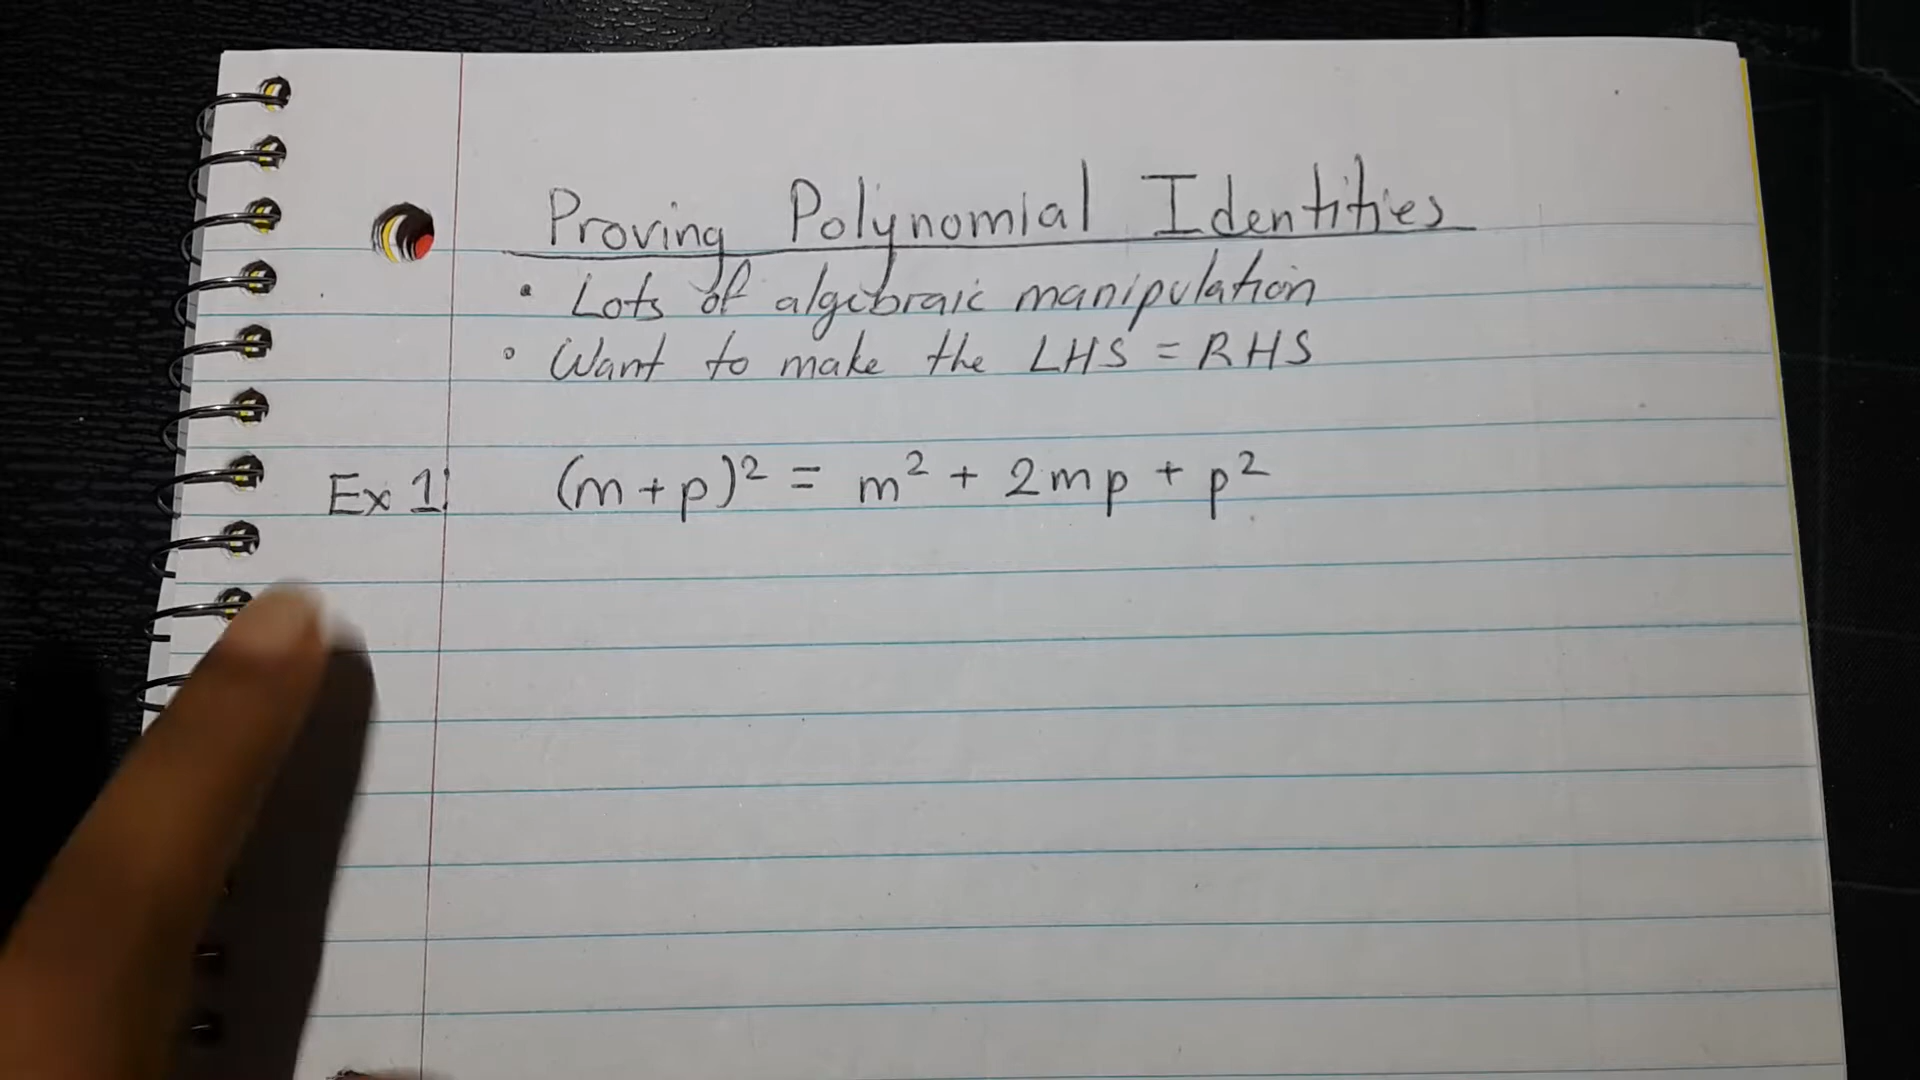 Proving Polynomial Identities
• Lots of algebraic manipulation
• Want to make the LHS = RHS
Ex 1: (m+p)² = m² + 2mp + p²